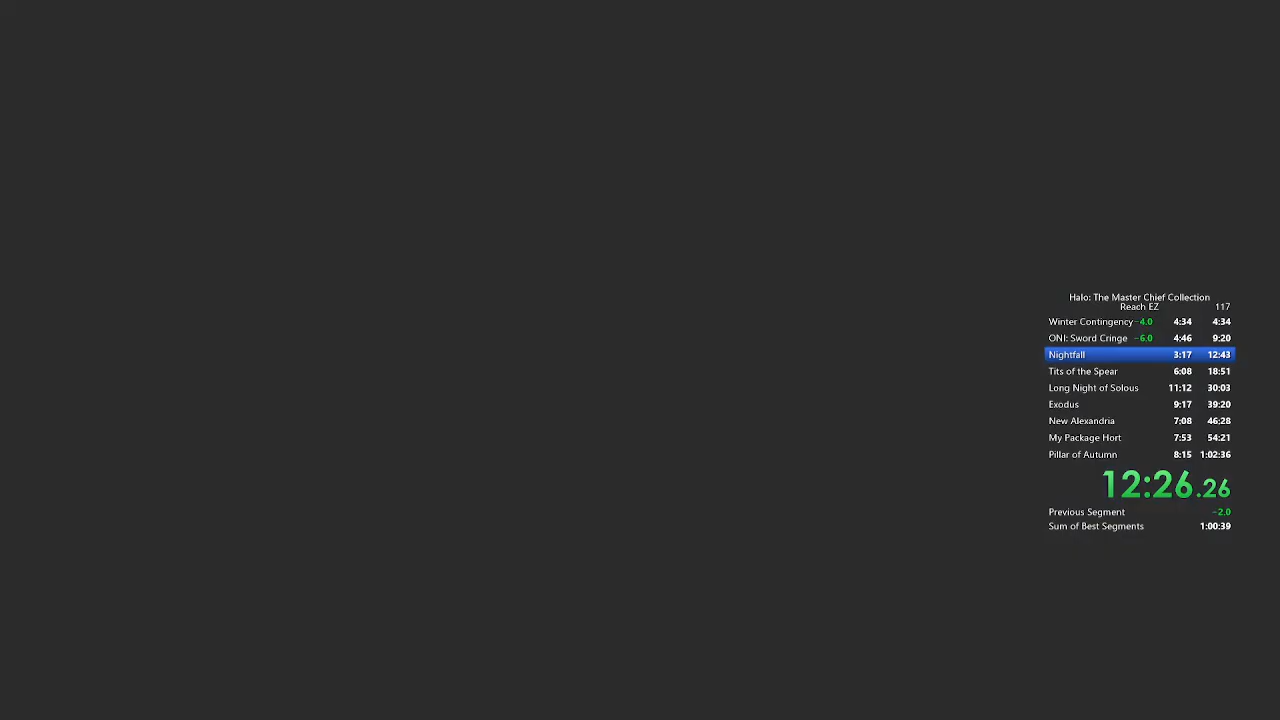 Halo: The Master Chief Collection
Reach EZ 117
Winter Contingency -4.0 4:34 4:34
ONI: Sword Cringe -6.0 4:46 9:20
Nightfall 3:17 12:43
Tits of the Spear 6:08 18:51
Long Night of Solous 11:12 30:03
Exodus 9:17 39:20
New Alexandria 7:08 46:28
My Package Hort 7:53 54:21
Pillar of Autumn 8:15 1:02:36
12:26.26
Previous Segment -2.0
Sum of Best Segments 1:00:39